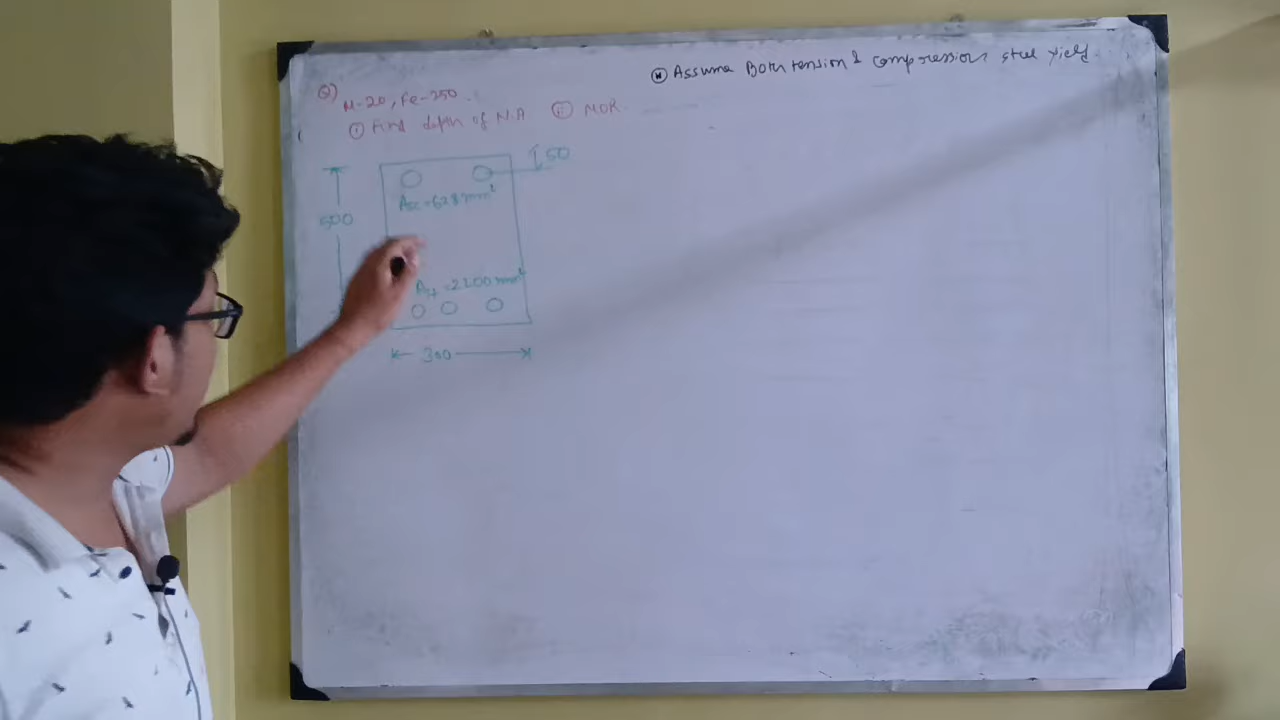 * Assume Both tension & compression steel yield.
Q) M-20, Fe-250.
(i) Find depth of N.A (ii) MOR
50
Asc = 628 mm²
500
Ast = 2200 mm²
300